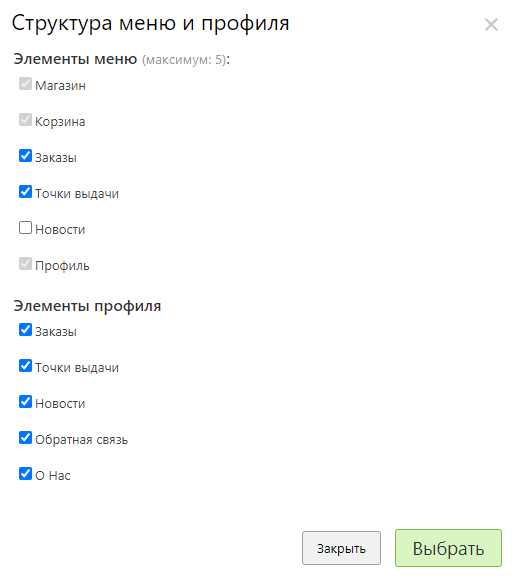 Структура меню и профиля
Элементы меню (максимум: 5):
Магазин
Корзина
Заказы
Точки выдачи
Новости
Профиль
Элементы профиля
Заказы
Точки выдачи
Новости
Обратная связь
О Нас
Закрыть
Выбрать